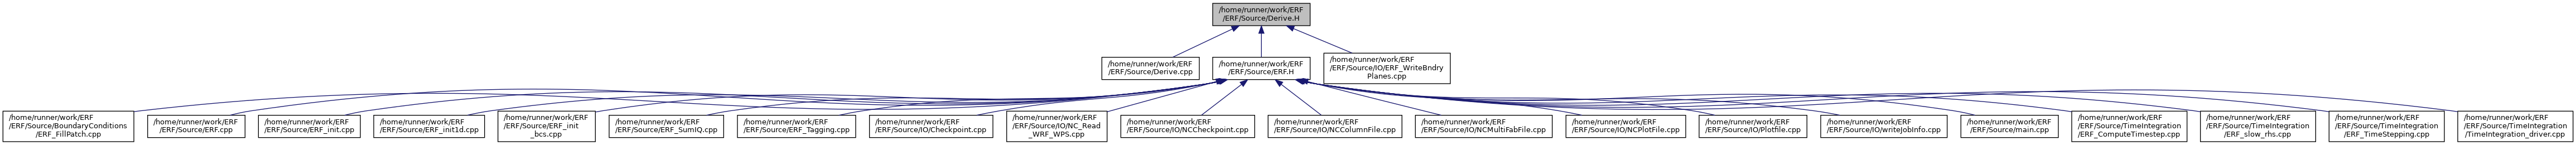 /home/runner/work/ERF
/ERF/Source/Derive.H
/home/runner/work/ERF
/ERF/Source/Derive.cpp
/home/runner/work/ERF
/ERF/Source/ERF.H
/home/runner/work/ERF
/ERF/Source/IO/ERF_WriteBndry
Planes.cpp
/home/runner/work/ERF
/ERF/Source/BoundaryConditions
/ERF_FillPatch.cpp
/home/runner/work/ERF
/ERF/Source/ERF.cpp
/home/runner/work/ERF
/ERF/Source/ERF_init.cpp
/home/runner/work/ERF
/ERF/Source/ERF_init1d.cpp
/home/runner/work/ERF
/ERF/Source/ERF_init
_bcs.cpp
/home/runner/work/ERF
/ERF/Source/ERF_SumIQ.cpp
/home/runner/work/ERF
/ERF/Source/ERF_Tagging.cpp
/home/runner/work/ERF
/ERF/Source/IO/Checkpoint.cpp
/home/runner/work/ERF
/ERF/Source/IO/NC_Read
_WRF_WPS.cpp
/home/runner/work/ERF
/ERF/Source/IO/NCCheckpoint.cpp
/home/runner/work/ERF
/ERF/Source/IO/NCColumnFile.cpp
/home/runner/work/ERF
/ERF/Source/IO/NCMultiFabFile.cpp
/home/runner/work/ERF
/ERF/Source/IO/NCPlotFile.cpp
/home/runner/work/ERF
/ERF/Source/IO/Plotfile.cpp
/home/runner/work/ERF
/ERF/Source/IO/writeJobInfo.cpp
/home/runner/work/ERF
/ERF/Source/main.cpp
/home/runner/work/ERF
/ERF/Source/TimeIntegration
/ERF_ComputeTimestep.cpp
/home/runner/work/ERF
/ERF/Source/TimeIntegration
/ERF_slow_rhs.cpp
/home/runner/work/ERF
/ERF/Source/TimeIntegration
/ERF_TimeStepping.cpp
/home/runner/work/ERF
/ERF/Source/TimeIntegration
/TimeIntegration_driver.cpp